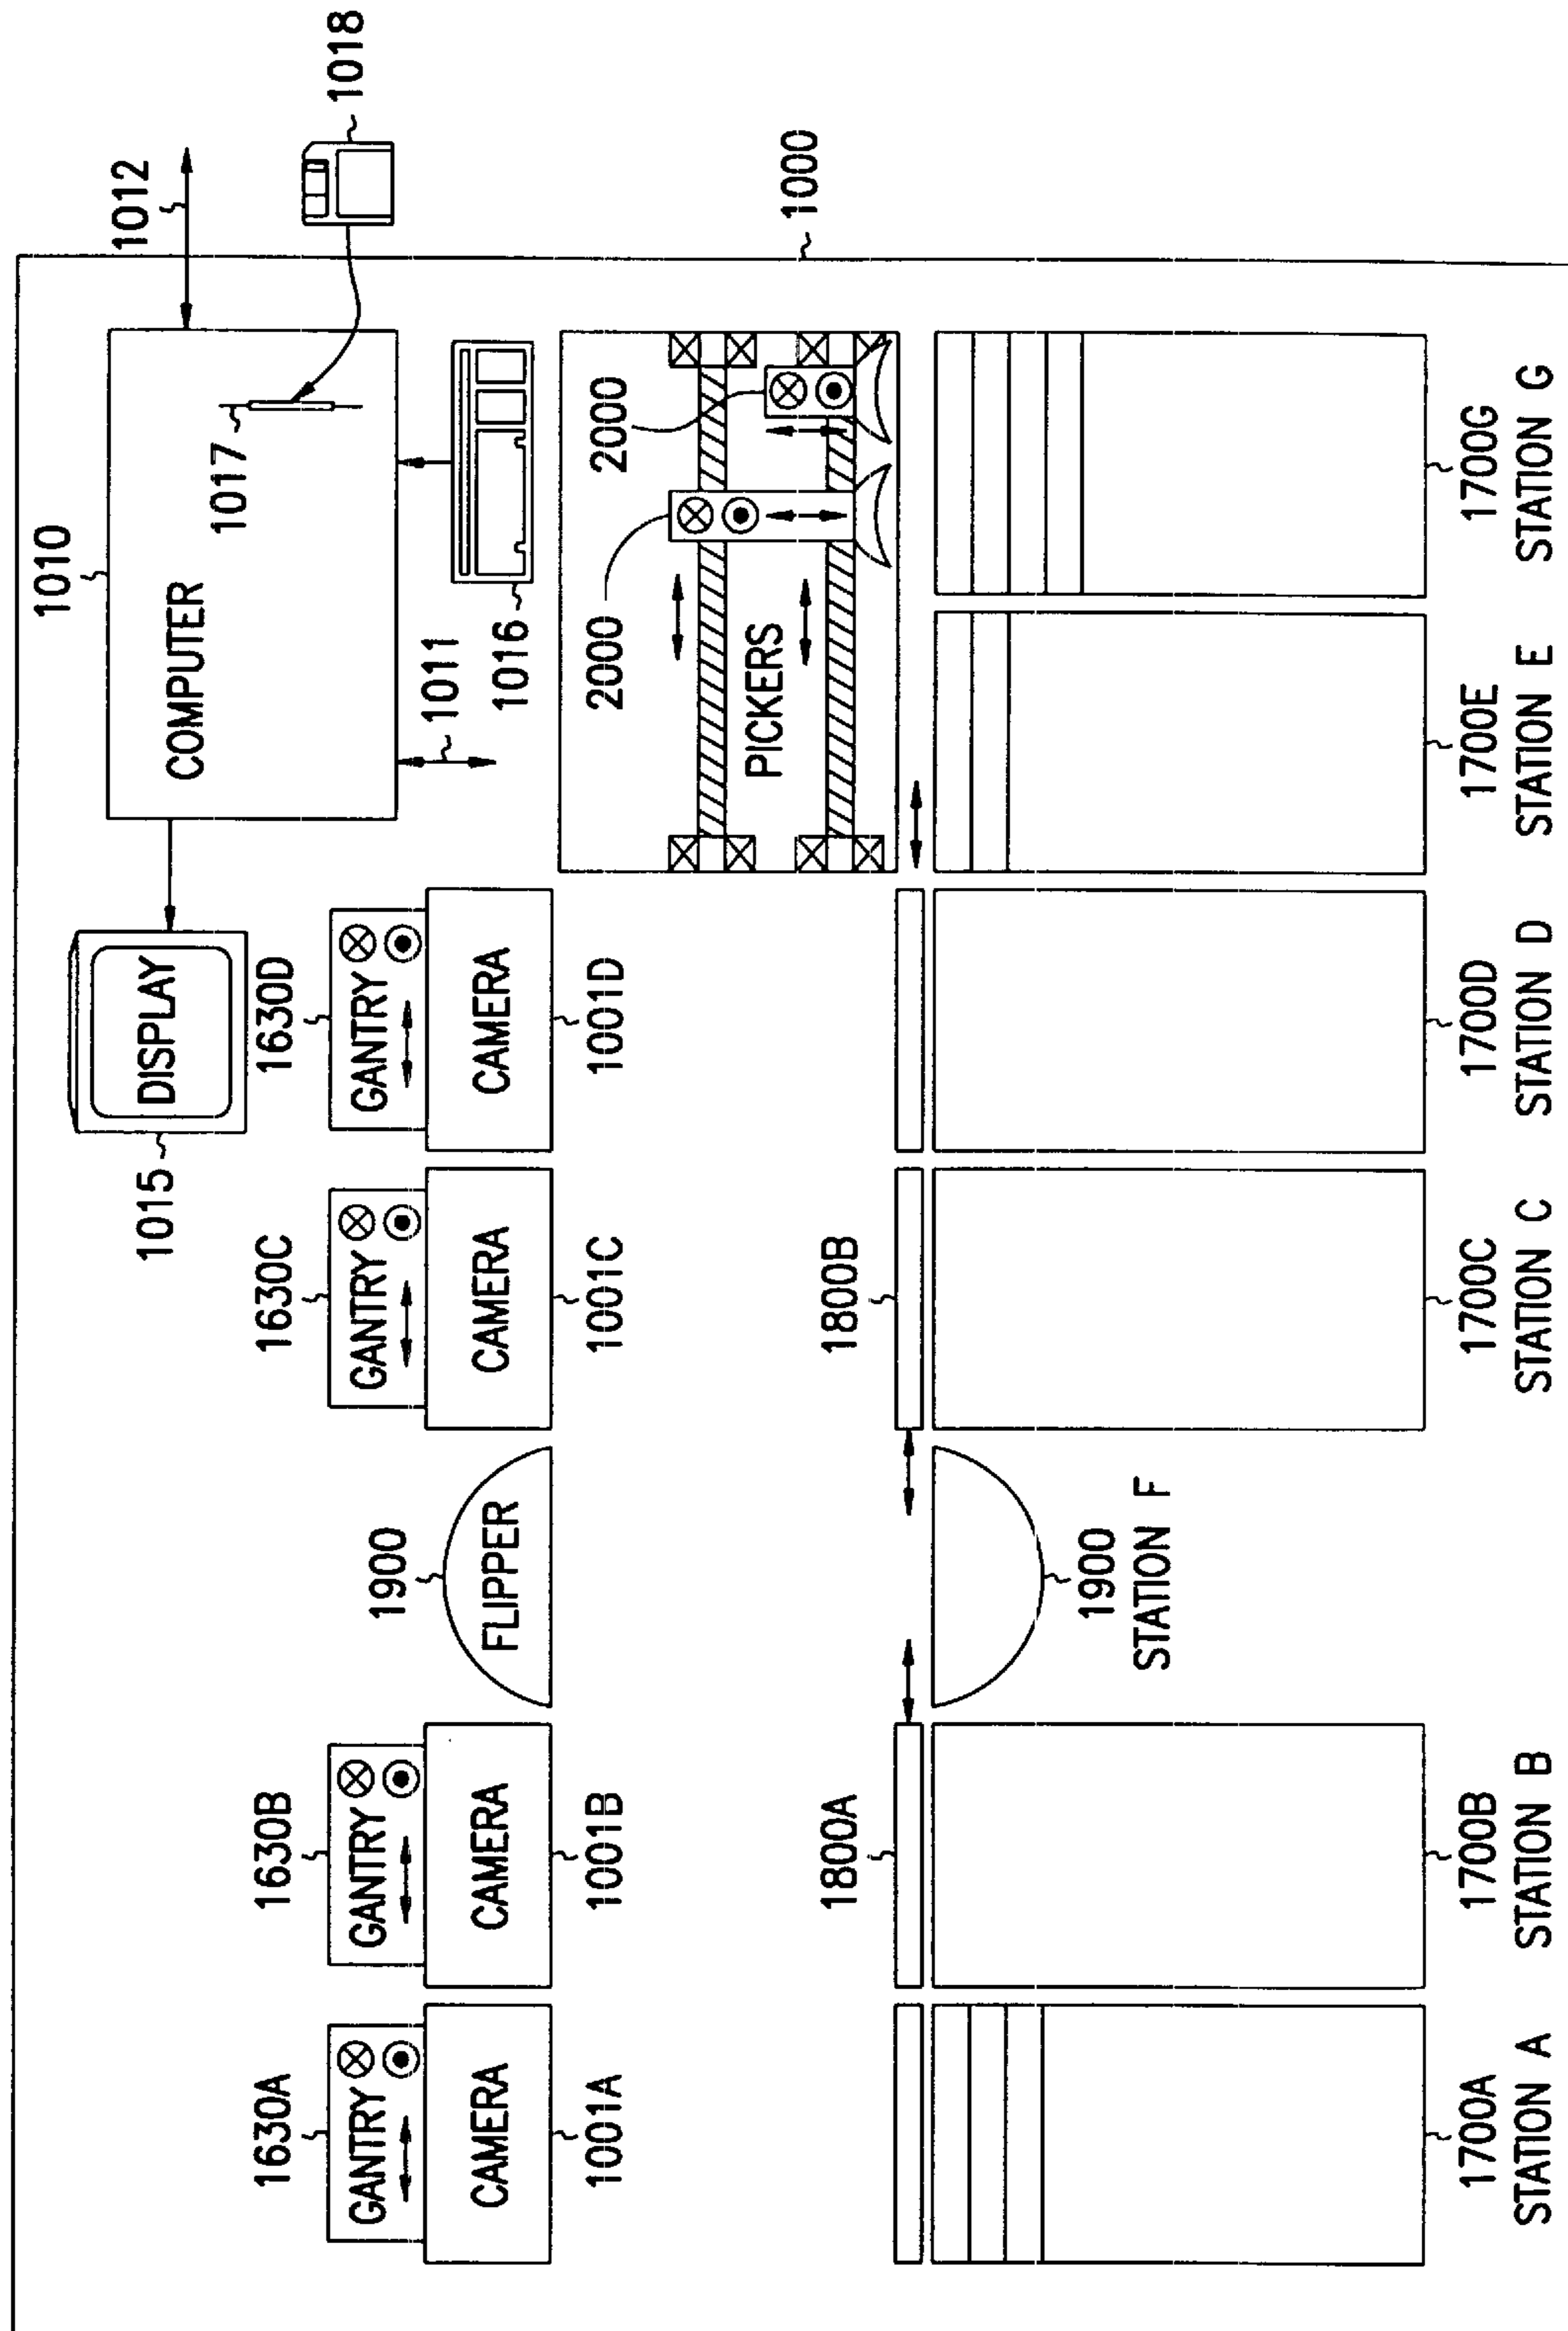 1010
1012
1018
DISPLAY
COMPUTER
1017
1015
1011
1016
1000
1630A
1630B
1900
1630C
1630D
GANTRY
GANTRY
GANTRY
GANTRY
CAMERA
CAMERA
FLIPPER
CAMERA
CAMERA
1001A
1001B
1001C
1001D
2000
2000
PICKERS
1800A
1800B
1900
STATION F
1700A
1700B
1700C
1700D
1700E
1700G
STATION A
STATION B
STATION C
STATION D
STATION E
STATION G